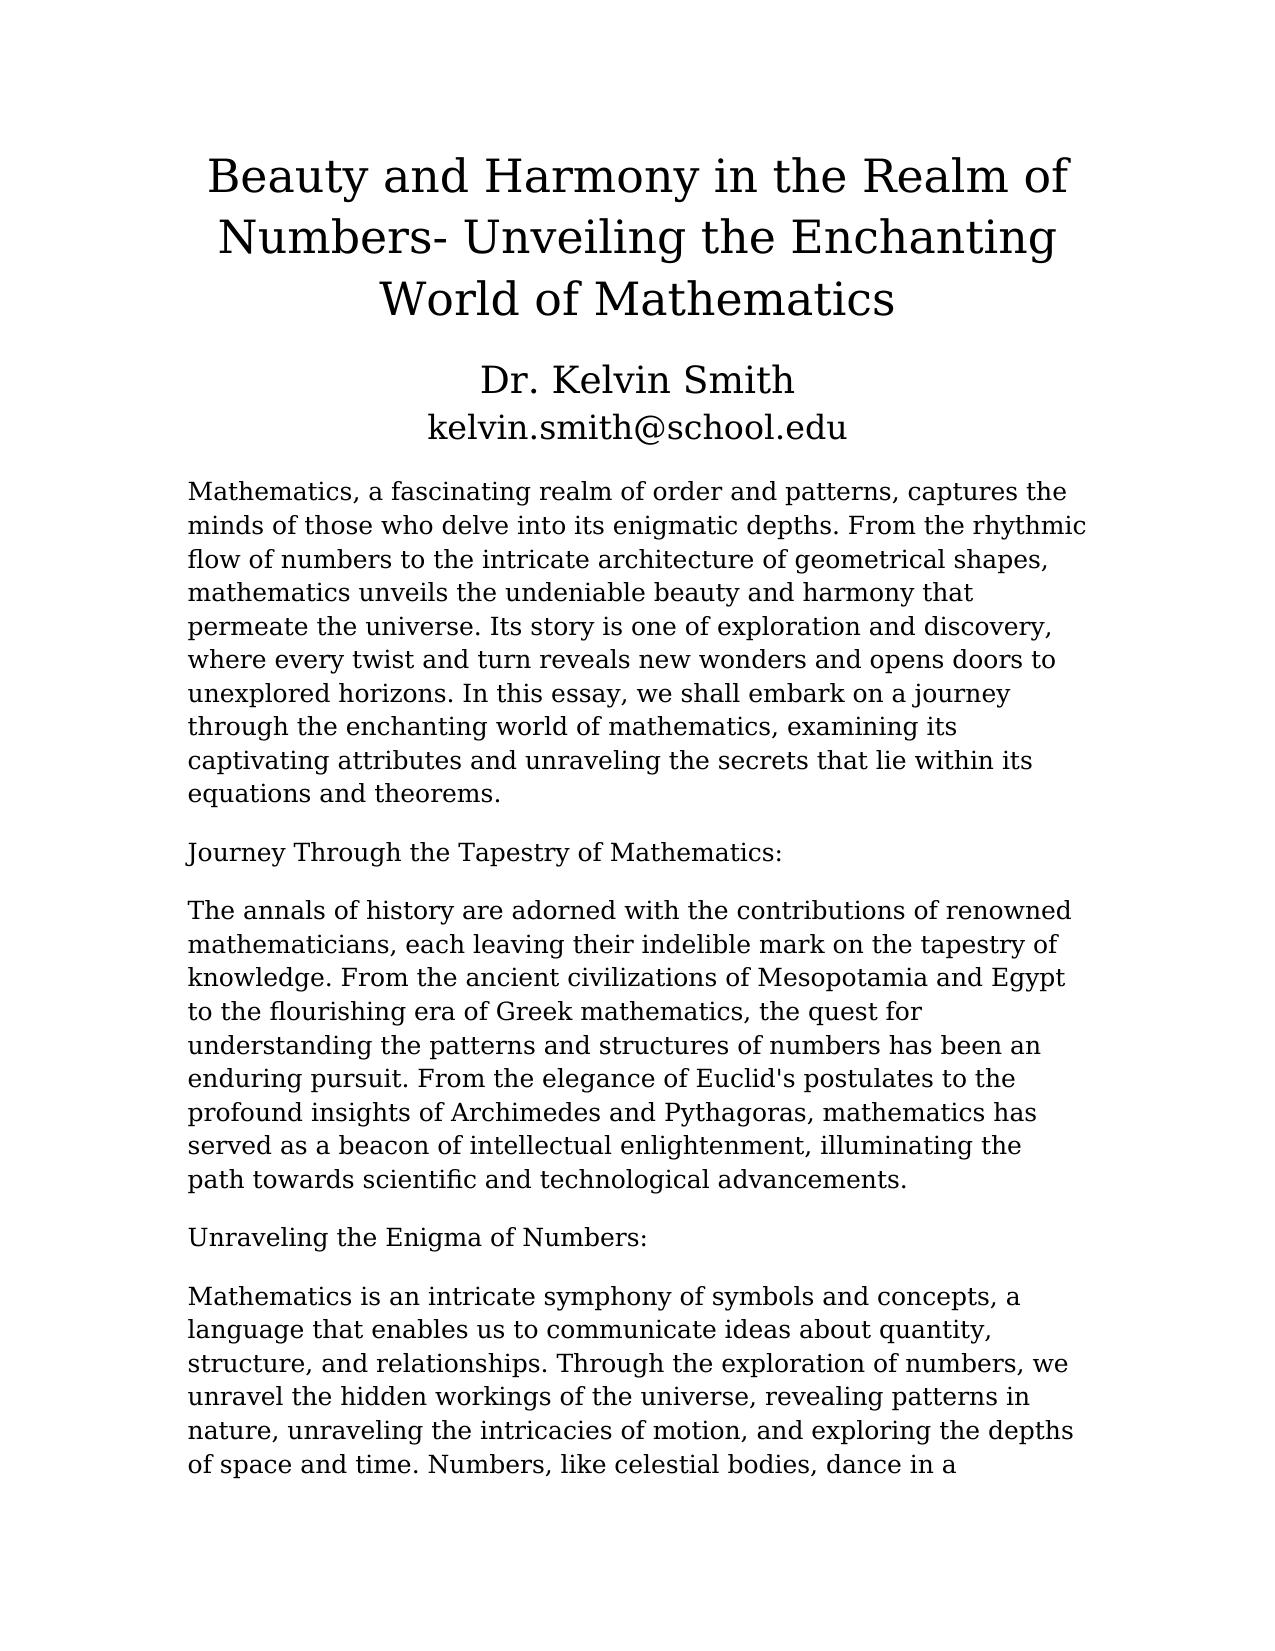 Beauty and Harmony in the Realm of
Numbers- Unveiling the Enchanting
World of Mathematics
Dr. Kelvin Smith
kelvin.smith@school.edu
Mathematics, a fascinating realm of order and patterns, captures the
minds of those who delve into its enigmatic depths. From the rhythmic
flow of numbers to the intricate architecture of geometrical shapes,
mathematics unveils the undeniable beauty and harmony that
permeate the universe. Its story is one of exploration and discovery,
where every twist and turn reveals new wonders and opens doors to
unexplored horizons. In this essay, we shall embark on a journey
through the enchanting world of mathematics, examining its
captivating attributes and unraveling the secrets that lie within its
equations and theorems.
Journey Through the Tapestry of Mathematics:
The annals of history are adorned with the contributions of renowned
mathematicians, each leaving their indelible mark on the tapestry of
knowledge. From the ancient civilizations of Mesopotamia and Egypt
to the flourishing era of Greek mathematics, the quest for
understanding the patterns and structures of numbers has been an
enduring pursuit. From the elegance of Euclid's postulates to the
profound insights of Archimedes and Pythagoras, mathematics has
served as a beacon of intellectual enlightenment, illuminating the
path towards scientific and technological advancements.
Unraveling the Enigma of Numbers:
Mathematics is an intricate symphony of symbols and concepts, a
language that enables us to communicate ideas about quantity,
structure, and relationships. Through the exploration of numbers, we
unravel the hidden workings of the universe, revealing patterns in
nature, unraveling the intricacies of motion, and exploring the depths
of space and time. Numbers, like celestial bodies, dance in a